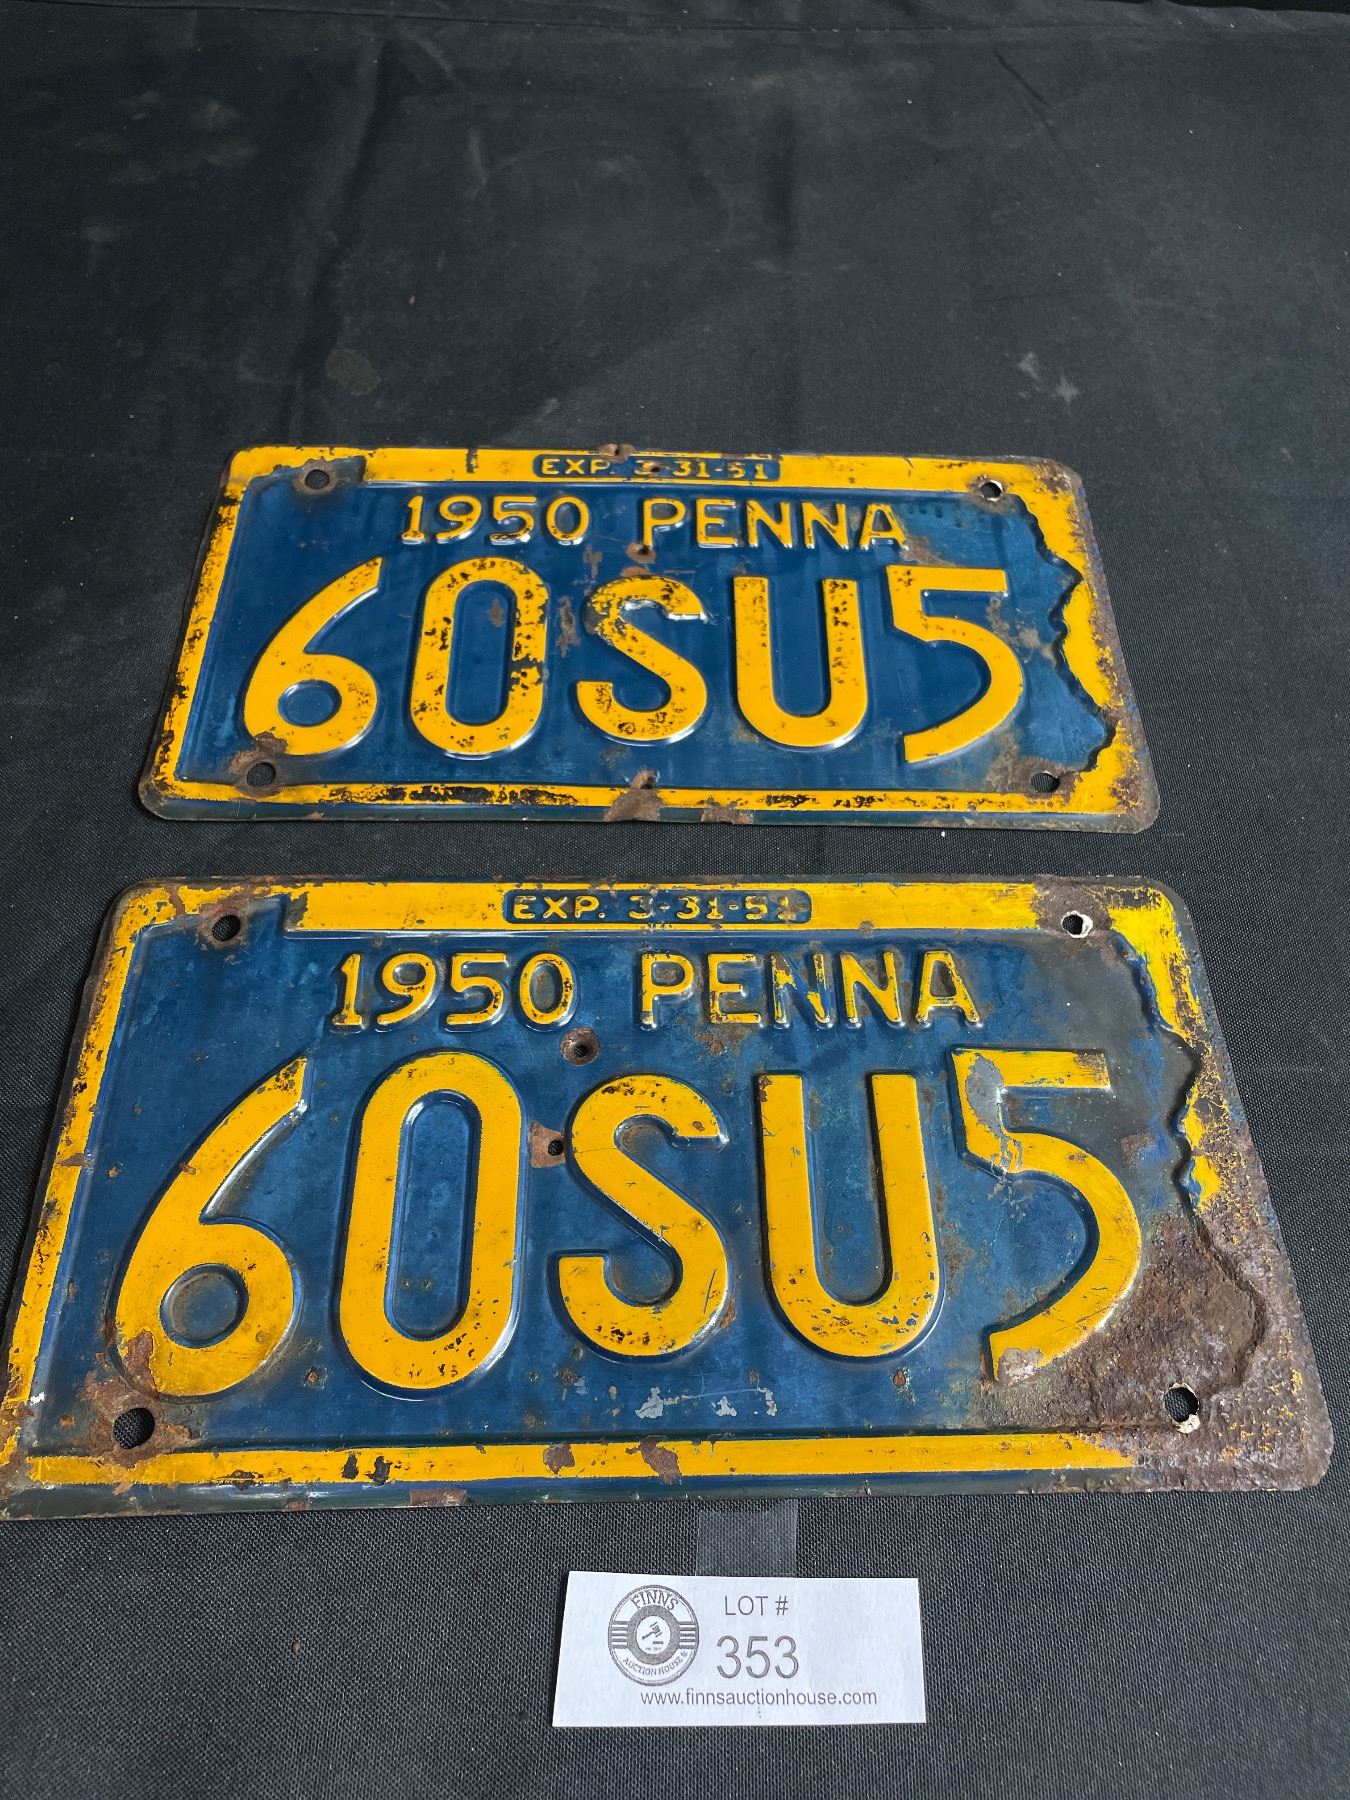 EXP. 3-31-51
1950 PENNA
60SU5
EXP. 3-31-51
1950 PENNA
60SU5
FINNS
AUCTION HOUSE &
LOT #
353
www.finnsauctionhouse.com